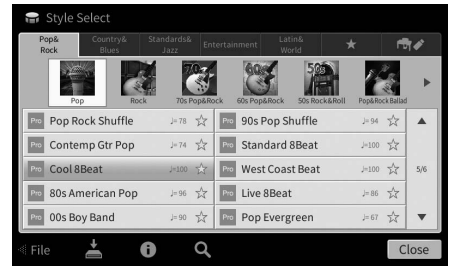 Style Select
Pop& Rock
Country& Blues
Standards& Jazz
Entertainment
Latin& World
Pop
Rock
70s Pop&Rock
60s Pop&Rock
50s Rock&Roll
Pop&Rock Ballad
Pro Pop Rock Shuffle ♩= 78 ☆
Pro 90s Pop Shuffle ♩= 94 ☆
Pro Contemp Gtr Pop ♩= 74 ☆
Pro Standard 8Beat ♩=100 ☆
Pro Cool 8Beat ♩=100 ☆
Pro West Coast Beat ♩=100 ☆
5/6
Pro 80s American Pop ♩= 96 ☆
Pro Live 8Beat ♩= 86 ☆
Pro 00s Boy Band ♩= 90 ☆
Pro Pop Evergreen ♩= 67 ☆
File
Close